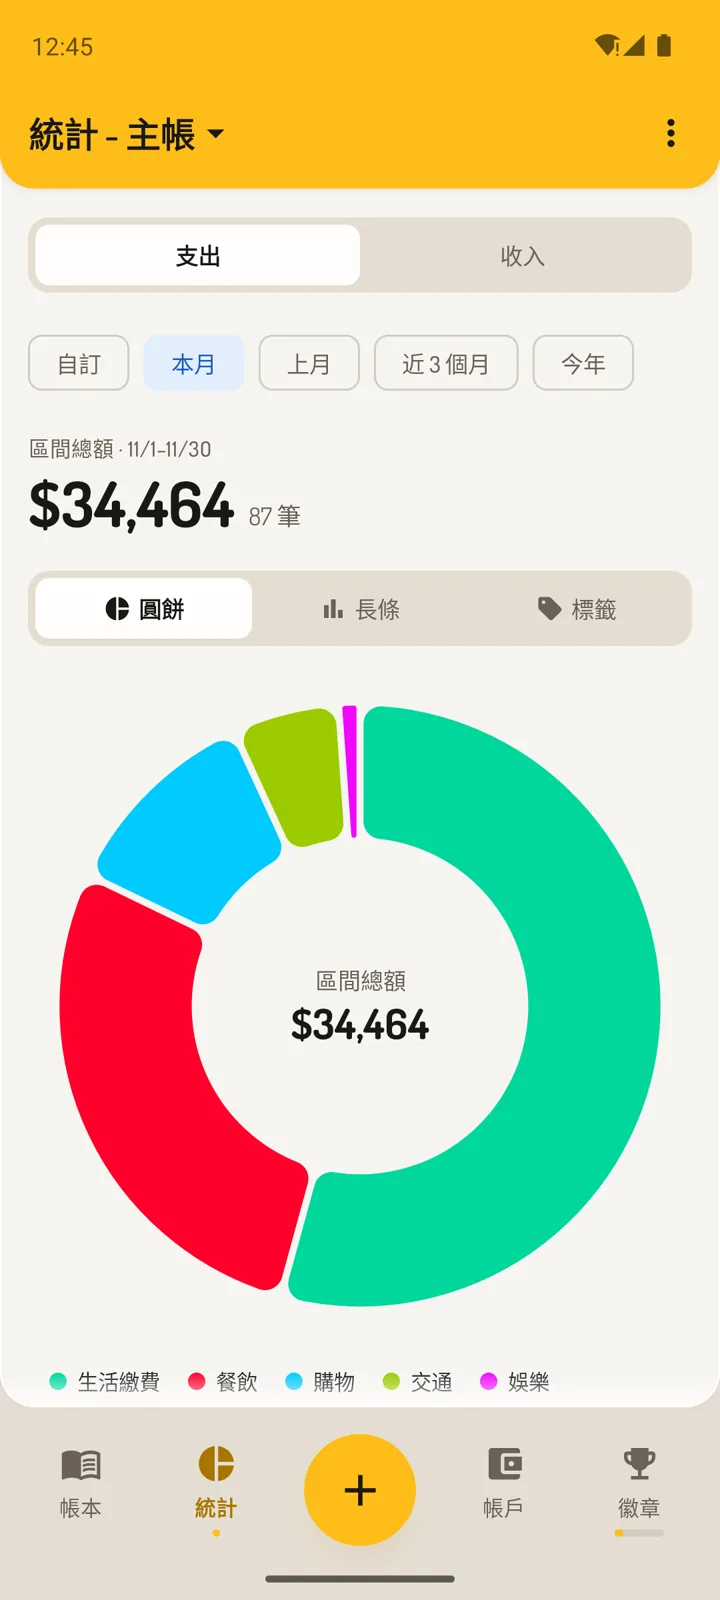 12:45
統計 - 主帳
支出
收入
自訂
本月
上月
近 3 個月
今年
區間總額 · 11/1-11/30
$34,464 87 筆
圓餅
長條
標籤
區間總額
$34,464
生活繳費
餐飲
購物
交通
娛樂
帳本
統計
帳戶
徽章